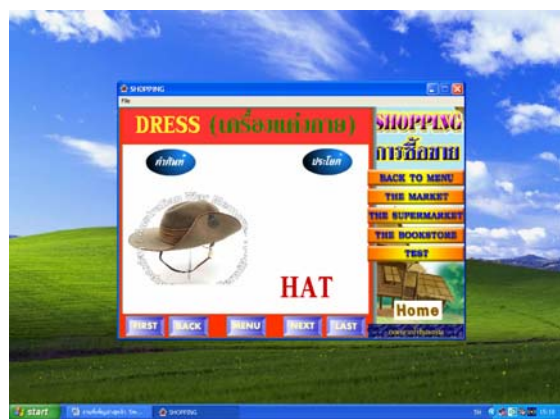 SHOPPING
File
DRESS (เครื่องแต่งกาย)
คำศัพท์
ประโยค
HAT
FIRST
BACK
MENU
NEXT
LAST
SHOPPING
การซื้อขาย
BACK TO MENU
THE MARKET
THE SUPERMARKET
THE BOOKSTORE
TEST
Home
start
SHOPPING
TH